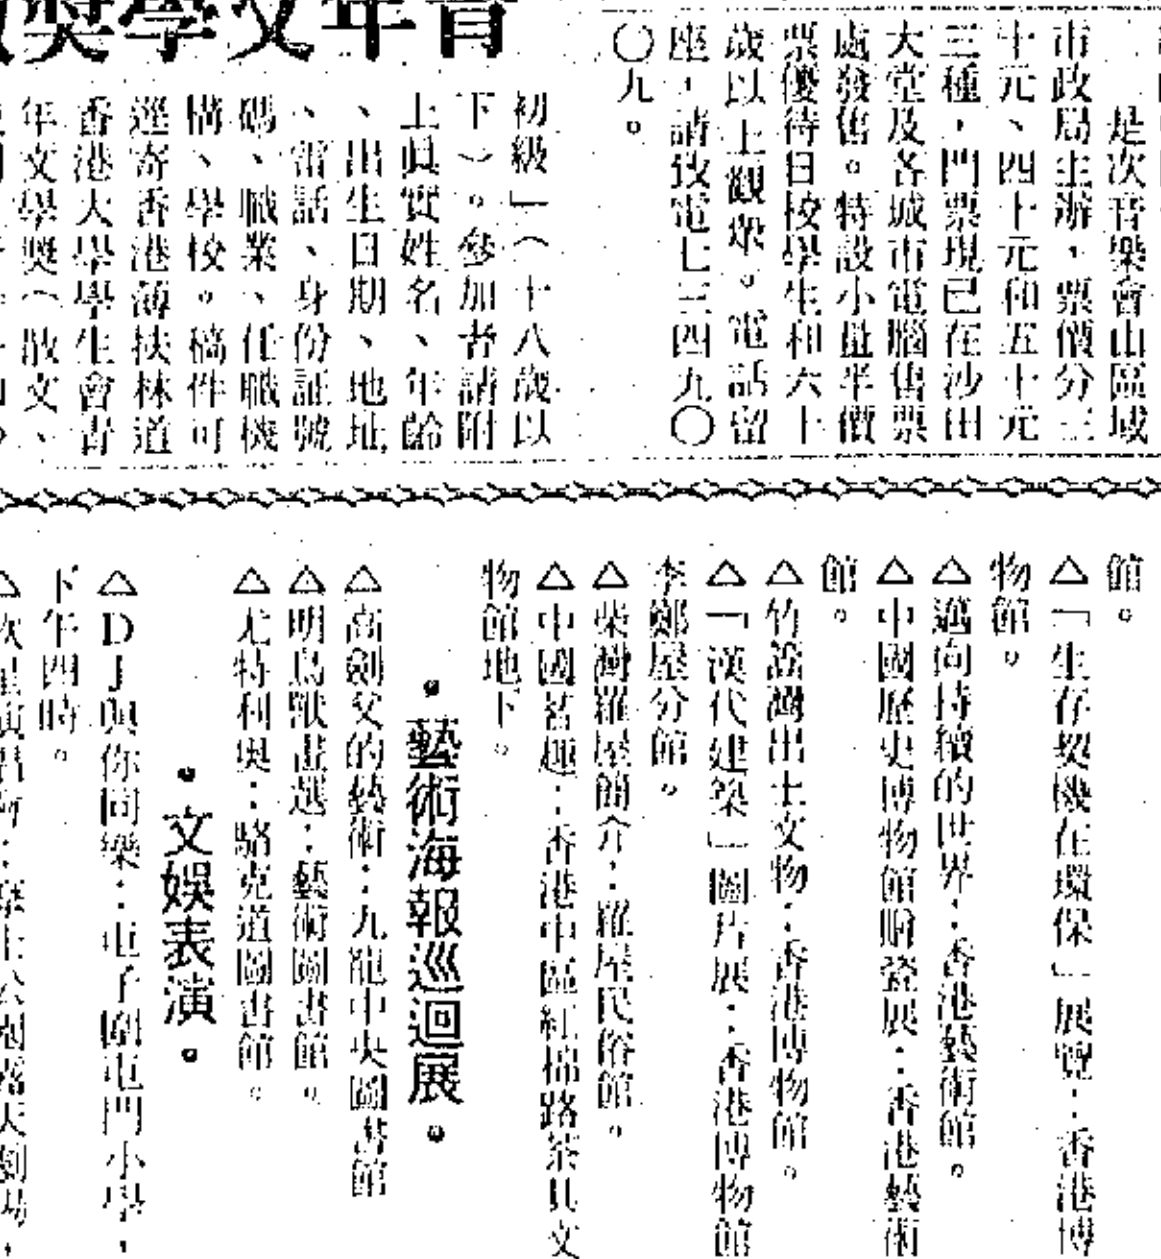 是次音樂會由區域
市政局主辦，票價分三
十元、四十元和五十元
三種，門票現已在沙田
大堂及各城市電腦售票
處發售。特設小量半價
票優待日校學生和六十
歲以上觀衆。電話留
座，請致電七三四九〇
〇九。
青年文學獎
初級」（十八歲以
下）。參加者請附
上眞實姓名、年齡
、出生日期、地址
、電話、身份証號
碼、職業、任職機
構、學校。稿件可
逕寄香港薄扶林道
香港大學學生會青
年文學獎（散文、
館。
△「生存契機在環保」展覽：香港博
物館。
△邁向持續的世界：香港藝術館。
△中國歷史博物館贈瓷展：香港藝術
館。
△竹篙灣出土文物：香港博物館。
△「漢代建築」圖片展：香港博物館
李鄭屋分館。
△柴灣羅屋簡介：羅屋民俗館。
△中國茗趣：香港中區紅棉路茶具文
物館地下。
•藝術海報巡迴展•
△高劍父的藝術：九龍中央圖書館
△明鳥獸畫選：藝術圖書館。
△尤特利奧：駱克道圖書館。
•文娛表演•
△DJ與你同樂：屯子圍屯門小學，
下午四時。